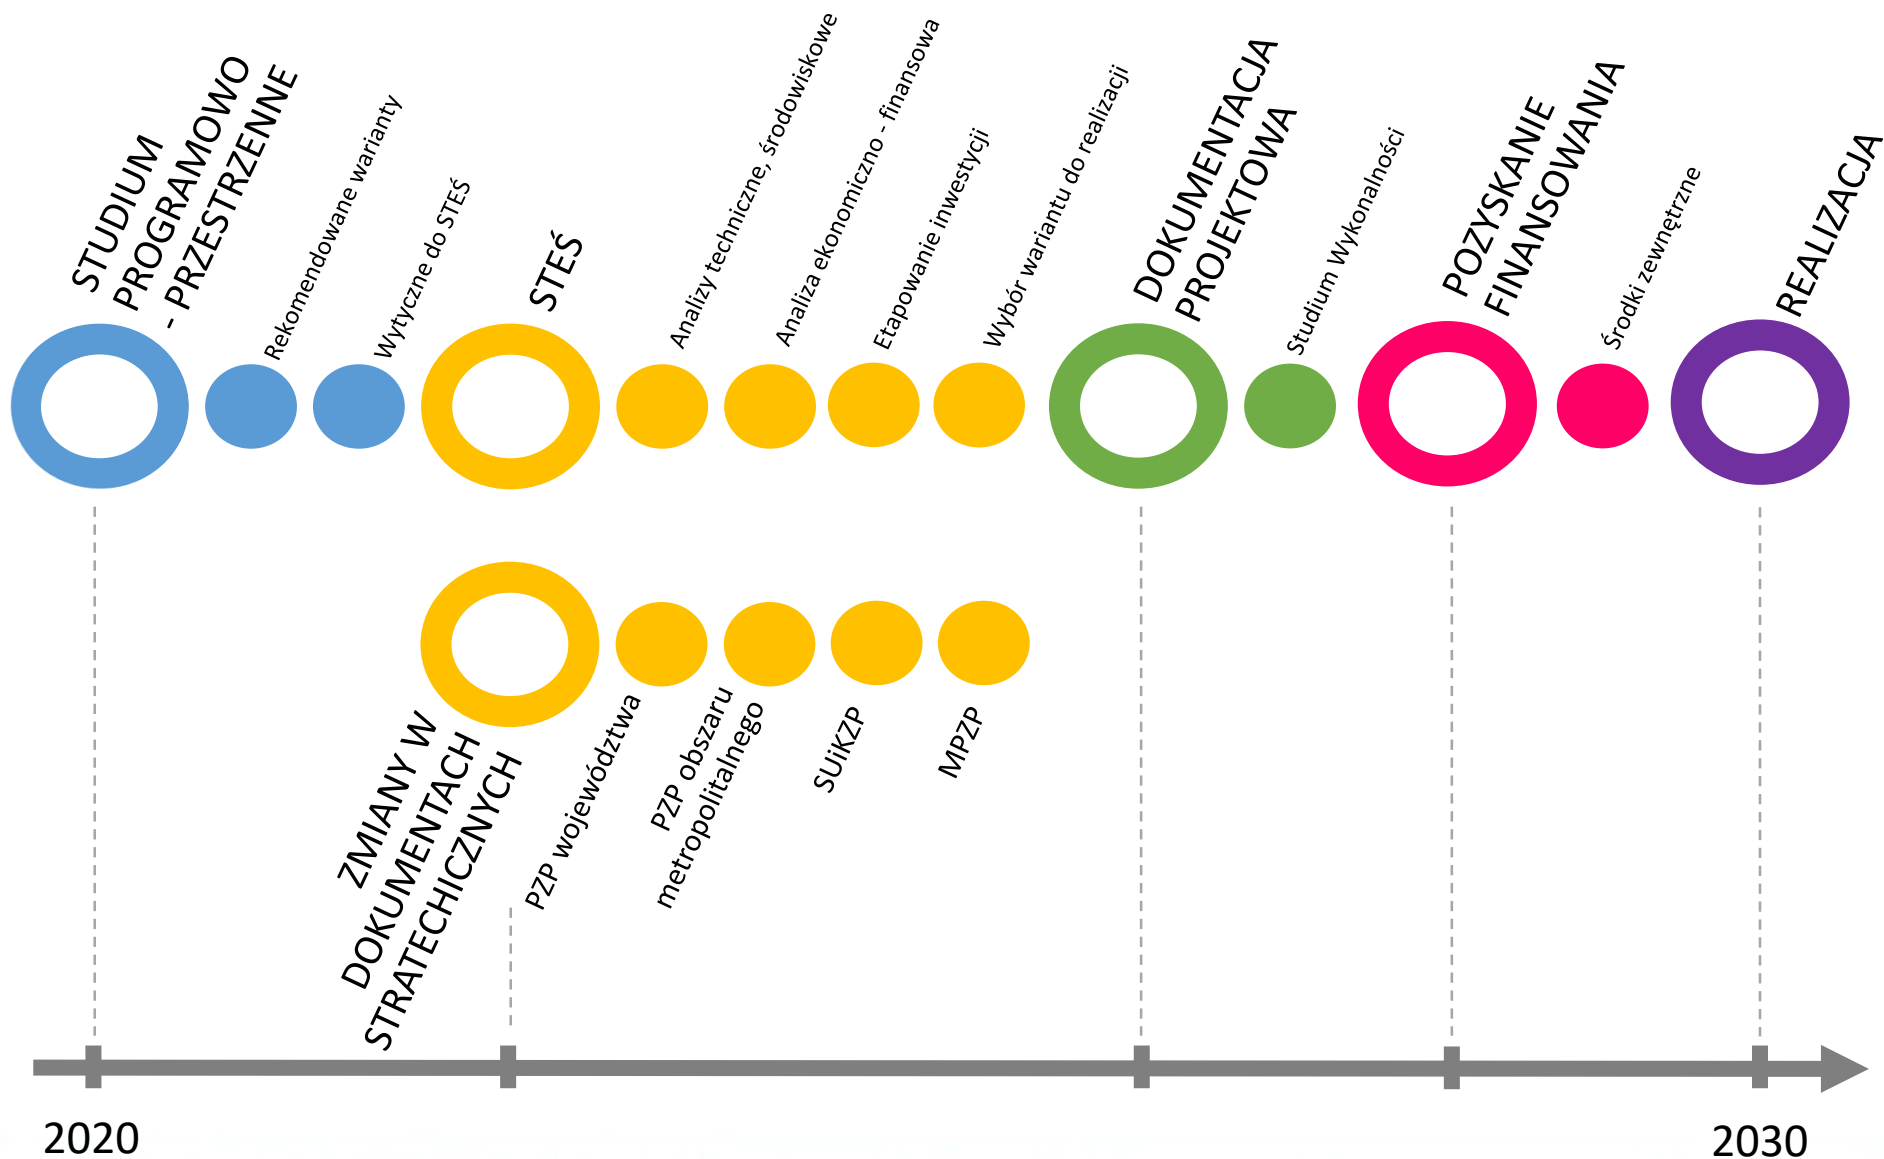 STUDIUM
PROGRAMOWO
- PRZESTRZENNE
Rekomendowane warianty
Wytyczne do STEŚ
STEŚ
Analizy techniczne, środowiskowe
Analiza ekonomiczno - finansowa
Etapowanie inwestycji
Wybór wariantu do realizacji
DOKUMENTACJA
PROJEKTOWA
Studium Wykonalności
POZYSKANIE
FINANSOWANIA
Środki zewnętrzne
REALIZACJA
ZMIANY W
DOKUMENTACH
STRATECHICZNYCH
PZP województwa
PZP obszaru
metropolitalnego
SUiKZP
MPZP
2020
2030